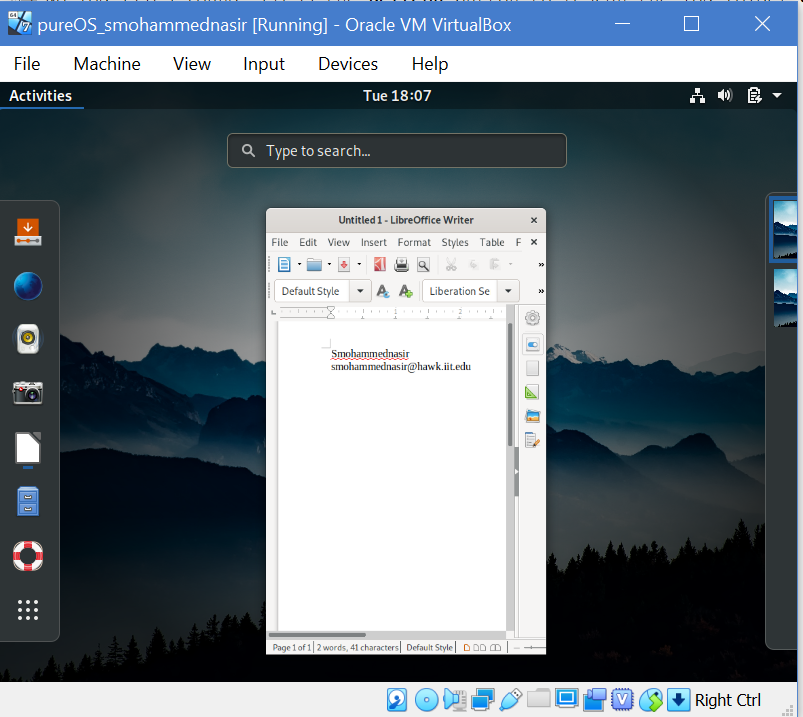 pureOS_smohammednasir [Running] - Oracle VM VirtualBox
File Machine View Input Devices Help
Activities Tue 18:07
Type to search...
Untitled 1 - LibreOffice Writer
File Edit View Insert Format Styles Table F
Default Style Liberation Se
1 2
Smohammednasir
smohammednasir@hawk.iit.edu
Page 1 of 1 2 words, 41 characters Default Style
Right Ctrl